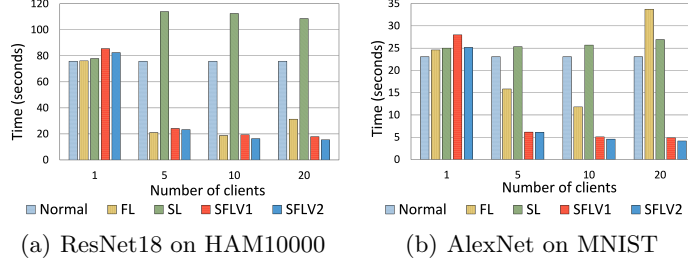 120
100
80
60
40
20
0
Time (seconds)
1
5
10
20
Number of clients
Normal
FL
SL
SFLV1
SFLV2
(a) ResNet18 on HAM10000
35
30
25
20
15
10
5
0
Time (seconds)
1
5
10
20
Number of clients
Normal
FL
SL
SFLV1
SFLV2
(b) AlexNet on MNIST